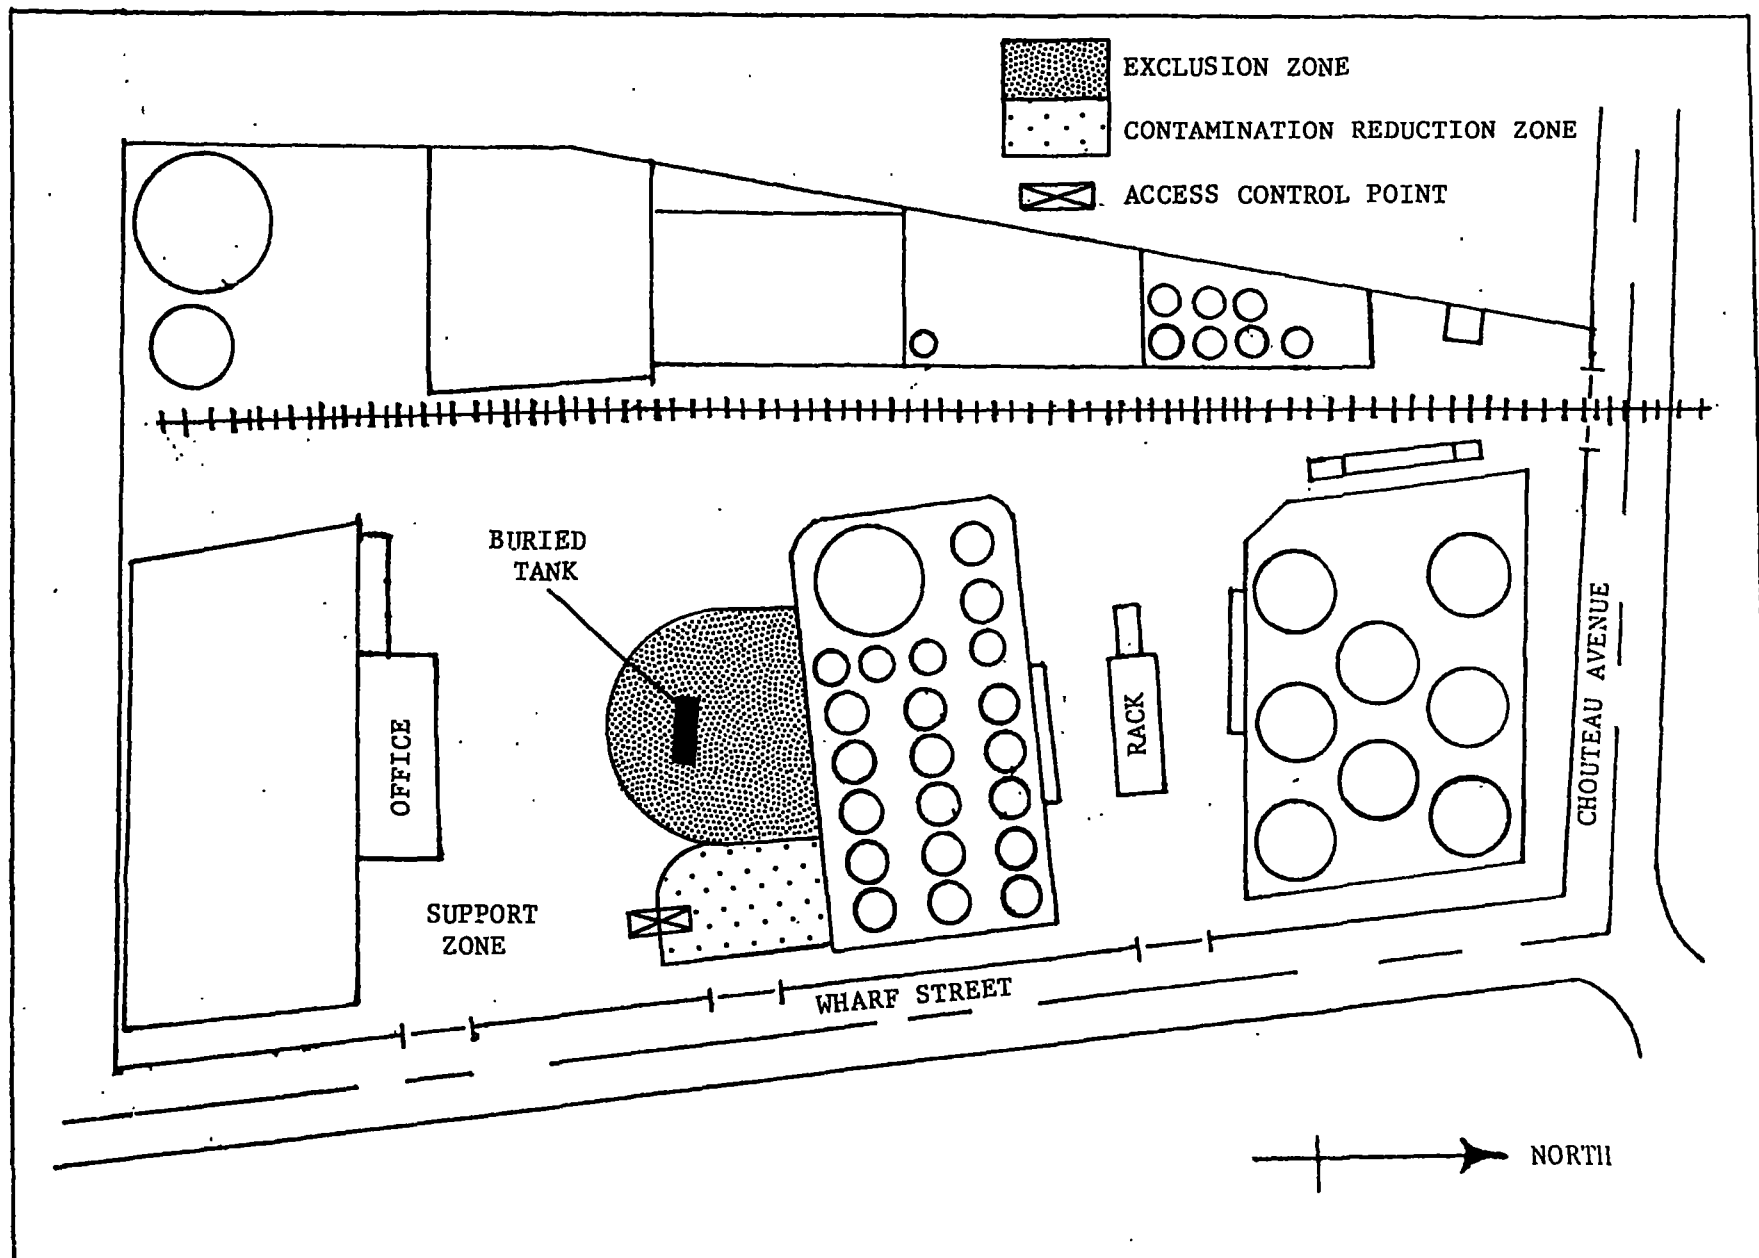 EXCLUSION ZONE
CONTAMINATION REDUCTION ZONE
ACCESS CONTROL POINT
BURIED
TANK
OFFICE
RACK
CHOUTEAU AVENUE
SUPPORT
ZONE
WHARF STREET
NORTH